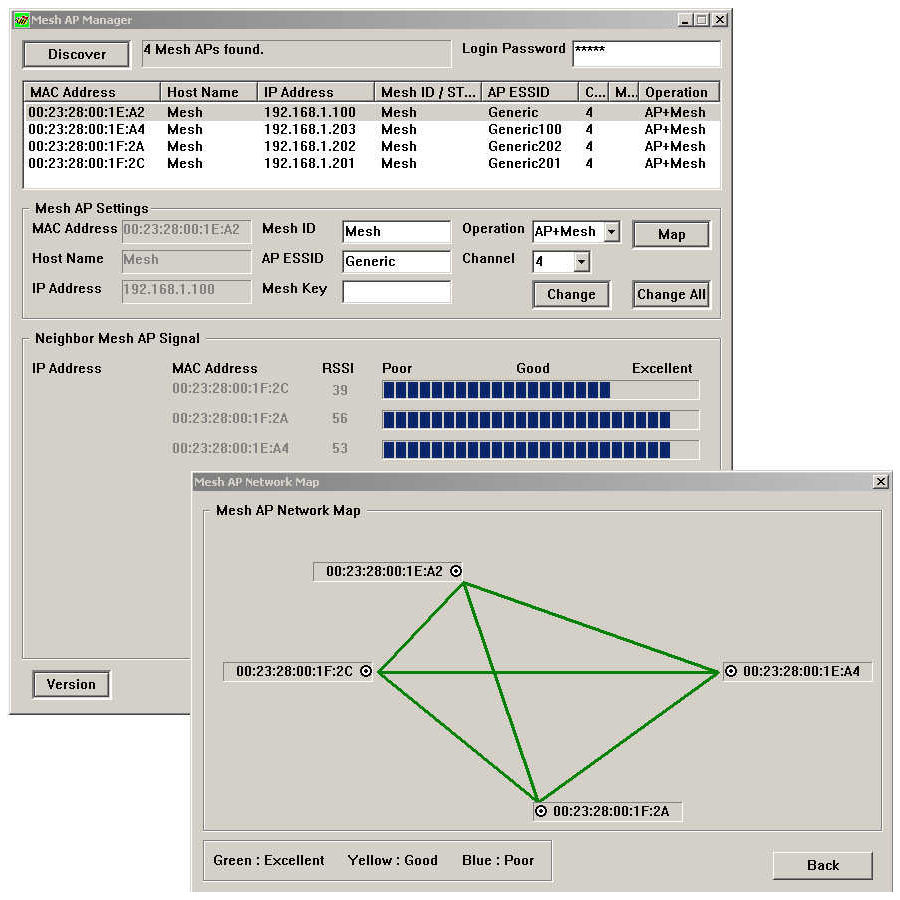 Mesh AP Manager
Discover 4 Mesh APs found. Login Password *****
MAC Address Host Name IP Address Mesh ID / ST... AP ESSID C... M... Operation
00:23:28:00:1E:A2 Mesh 192.168.1.100 Mesh Generic 4 AP+Mesh
00:23:28:00:1E:A4 Mesh 192.168.1.203 Mesh Generic100 4 AP+Mesh
00:23:28:00:1F:2A Mesh 192.168.1.202 Mesh Generic202 4 AP+Mesh
00:23:28:00:1F:2C Mesh 192.168.1.201 Mesh Generic201 4 AP+Mesh
Mesh AP Settings
MAC Address 00:23:28:00:1E:A2 Mesh ID Mesh Operation AP+Mesh Map
Host Name Mesh AP ESSID Generic Channel 4
IP Address 192.168.1.100 Mesh Key Change Change All
Neighbor Mesh AP Signal
IP Address MAC Address RSSI Poor Good Excellent
00:23:28:00:1F:2C 39
00:23:28:00:1F:2A 56
00:23:28:00:1E:A4 53
Version
Mesh AP Network Map
Mesh AP Network Map
00:23:28:00:1E:A2
00:23:28:00:1F:2C 00:23:28:00:1E:A4
00:23:28:00:1F:2A
Green : Excellent Yellow : Good Blue : Poor Back